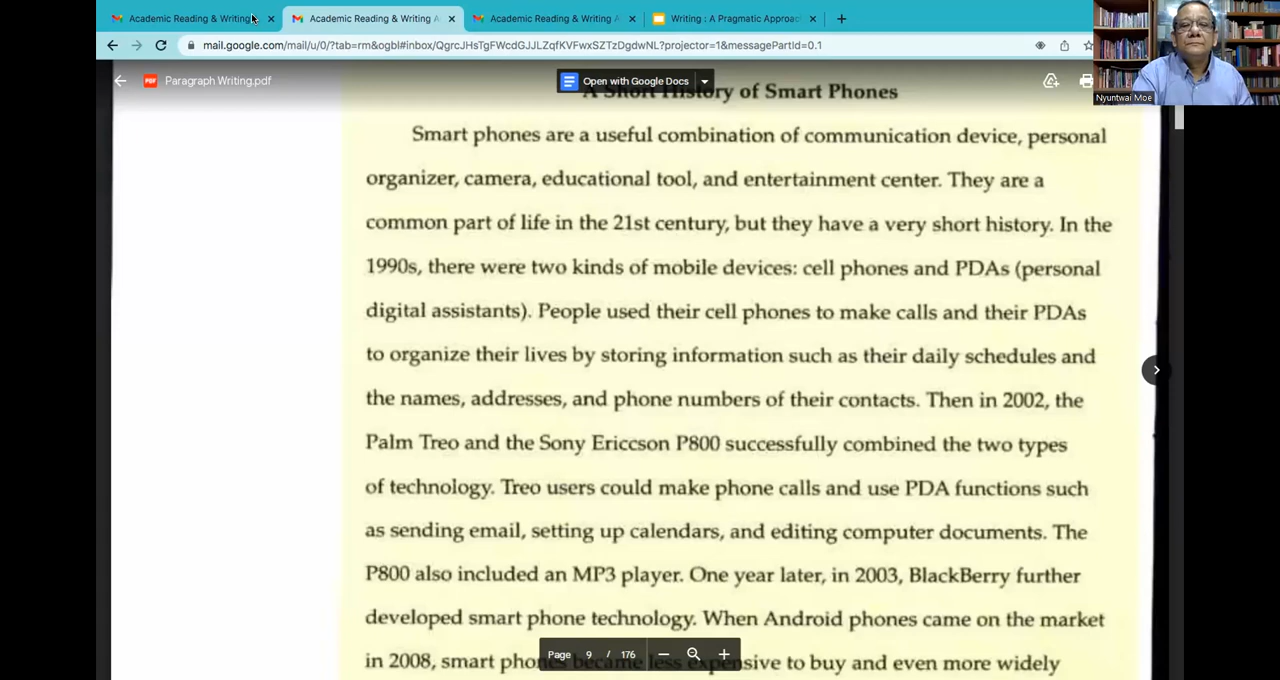 Academic Reading & Writing
Academic Reading & Writing A
Academic Reading & Writing A
Writing : A Pragmatic Approac
mail.google.com/mail/u/0/?tab=rm&ogbl#inbox/QgrcJHsTgFWcdGJJLZqfKVFwxSZTzDgdwNL?projector=1&messagePartId=0.1
Nyuntwai Moe
PDF Paragraph Writing.pdf
Open with Google Docs
A Short History of Smart Phones
Smart phones are a useful combination of communication device, personal
organizer, camera, educational tool, and entertainment center. They are a
common part of life in the 21st century, but they have a very short history. In the
1990s, there were two kinds of mobile devices: cell phones and PDAs (personal
digital assistants). People used their cell phones to make calls and their PDAs
to organize their lives by storing information such as their daily schedules and
the names, addresses, and phone numbers of their contacts. Then in 2002, the
Palm Treo and the Sony Ericcson P800 successfully combined the two types
of technology. Treo users could make phone calls and use PDA functions such
as sending email, setting up calendars, and editing computer documents. The
P800 also included an MP3 player. One year later, in 2003, BlackBerry further
developed smart phone technology. When Android phones came on the market
in 2008, smart phones became less expensive to buy and even more widely
Page 9 / 176